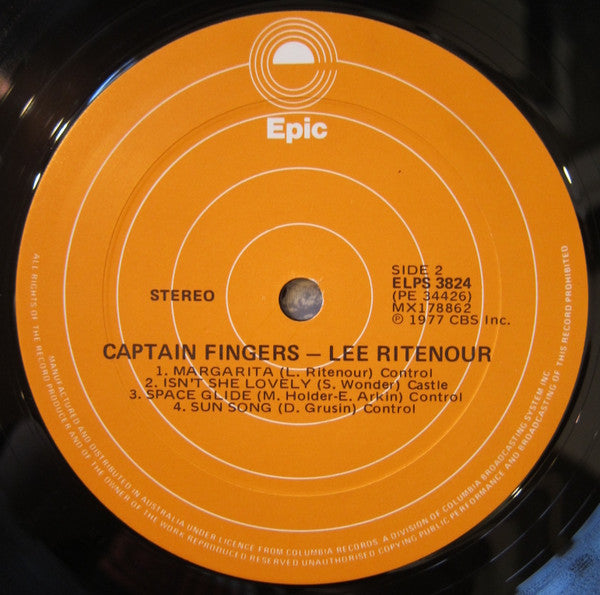 Epic
STEREO
SIDE 2
ELPS 3824
(PE 34426)
MX178862
℗ 1977 CBS Inc.
CAPTAIN FINGERS – LEE RITENOUR
1. MARGARITA (L. Ritenour) Control
2. ISN'T SHE LOVELY (S. Wonder) Castle
3. SPACE GLIDE (M. Holder-E. Arkin) Control
4. SUN SONG (D. Grusin) Control
MANUFACTURED AND DISTRIBUTED IN AUSTRALIA UNDER LICENCE FROM COLUMBIA RECORDS · A DIVISION OF COLUMBIA BROADCASTING SYSTEM INC
ALL RIGHTS OF THE RECORD PRODUCER AND OF THE OWNER OF THE WORK REPRODUCED RESERVED UNAUTHORISED COPYING PUBLIC PERFORMANCE AND BROADCASTING OF THIS RECORD PROHIBITED